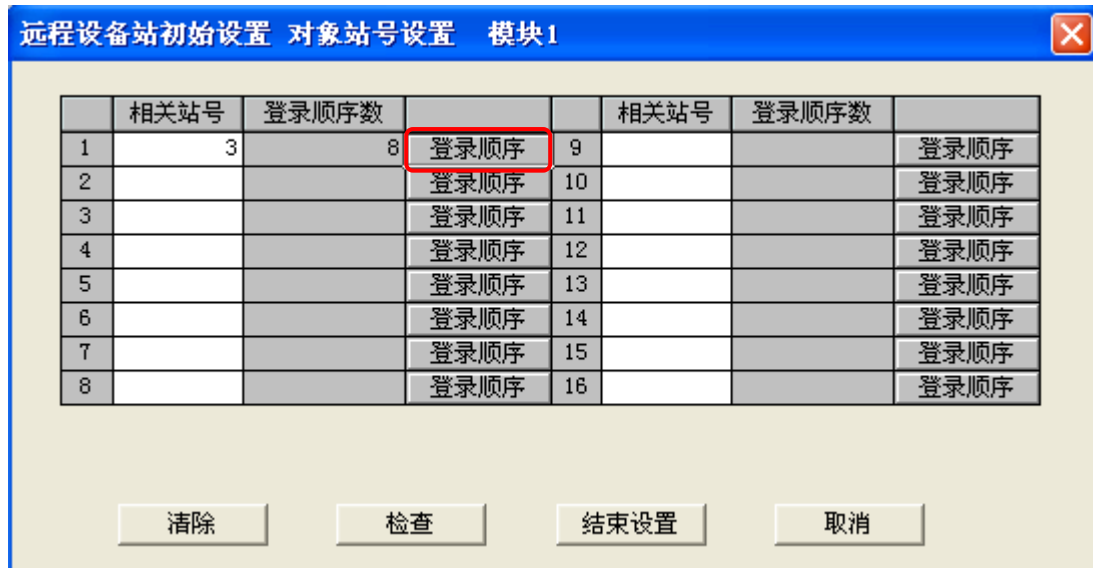 远程设备站初始设置 对象站号设置 模块1
相关站号 登录顺序数 相关站号 登录顺序数
1 3 8 登录顺序 9 登录顺序
2 登录顺序 10 登录顺序
3 登录顺序 11 登录顺序
4 登录顺序 12 登录顺序
5 登录顺序 13 登录顺序
6 登录顺序 14 登录顺序
7 登录顺序 15 登录顺序
8 登录顺序 16 登录顺序
清除 检查 结束设置 取消